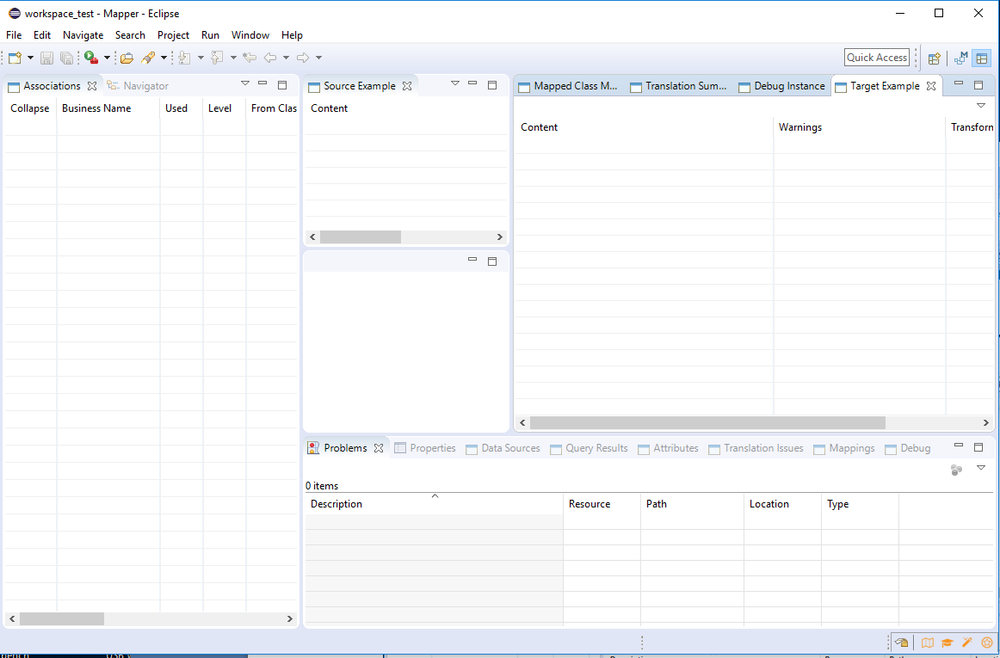 workspace_test - Mapper - Eclipse
File Edit Navigate Search Project Run Window Help
Quick Access
Associations Navigator
Collapse Business Name Used Level From Clas
Source Example
Content
Mapped Class M... Translation Sum... Debug Instance Target Example
Content Warnings Transforn
Problems Properties Data Sources Query Results Attributes Translation Issues Mappings Debug
0 items
Description Resource Path Location Type